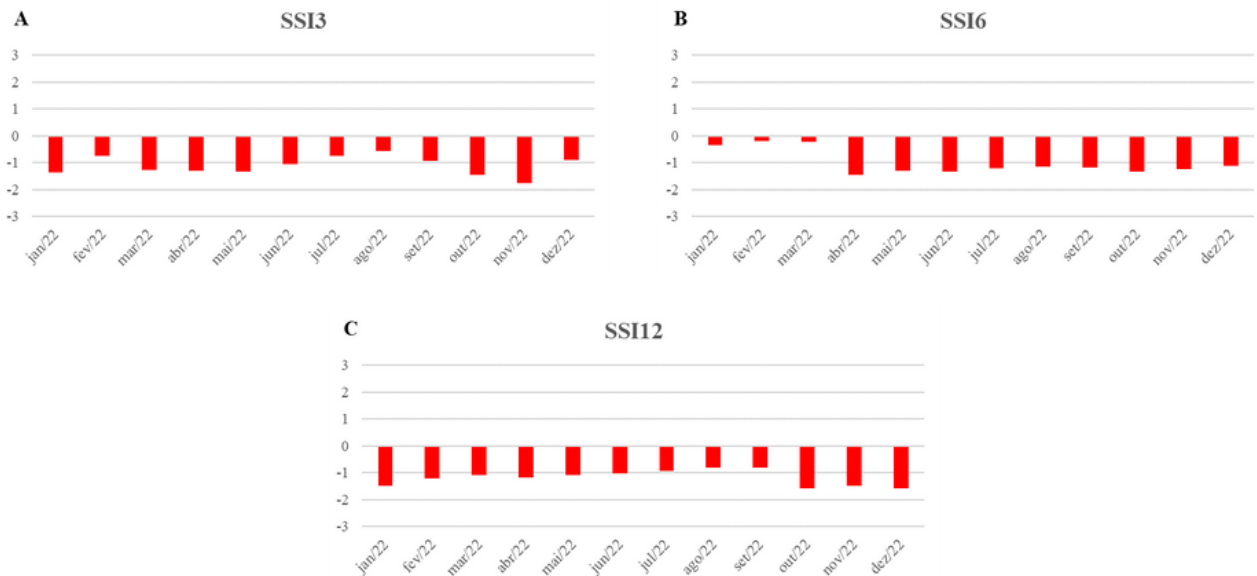 A
SSI3
3
2
1
0
-1
-2
-3
jan/22
fev/22
mar/22
abr/22
mai/22
jun/22
jul/22
ago/22
set/22
out/22
nov/22
dez/22
B
SSI6
3
2
1
0
-1
-2
-3
jan/22
fev/22
mar/22
abr/22
mai/22
jun/22
jul/22
ago/22
set/22
out/22
nov/22
dez/22
C
SSI12
3
2
1
0
-1
-2
-3
jan/22
fev/22
mar/22
abr/22
mai/22
jun/22
jul/22
ago/22
set/22
out/22
nov/22
dez/22